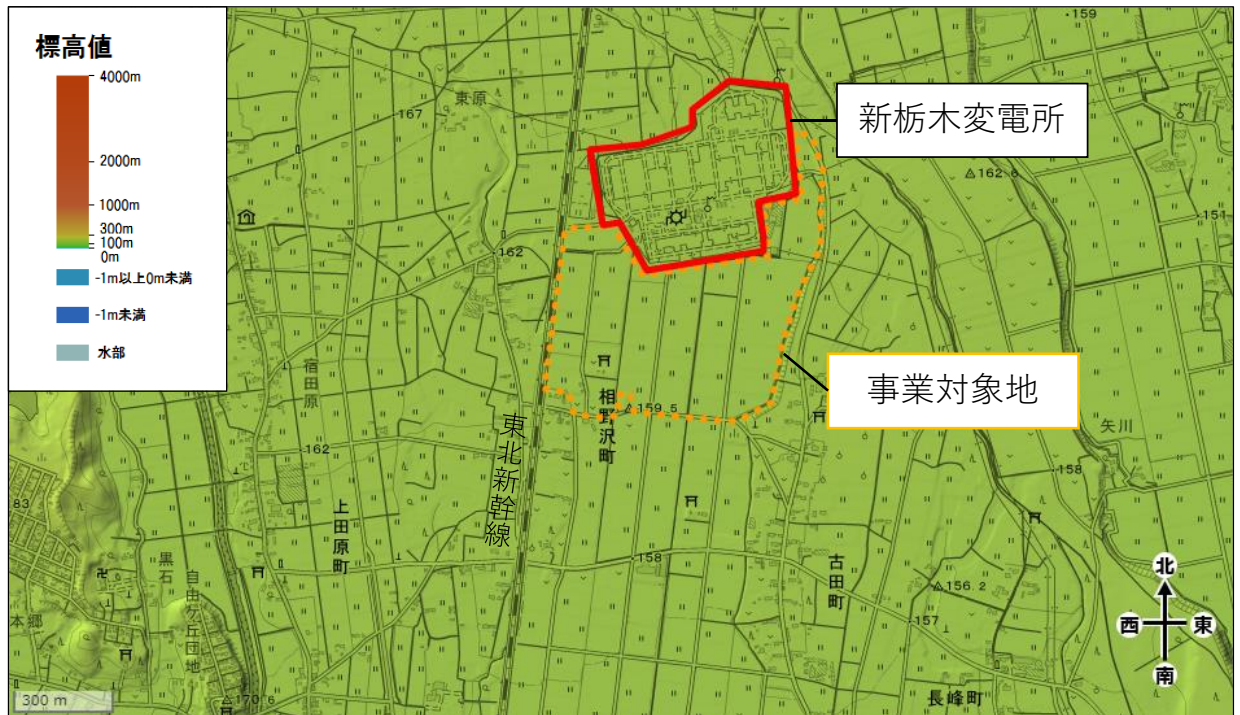 標高値
4000m
2000m
1000m
300m
100m
0m
-1m以上0m未満
-1m未満
水部
159
東原
167
新栃木変電所
162.6
151
162
宿田原
事業対象地
相野沢町
159.5
矢川
東北新幹線
162
158
83
上田原町
158
古田町
黒石
自由ケ丘団地
本郷
156.2
157
170.6
長峰町
北
西
東
南
300 m